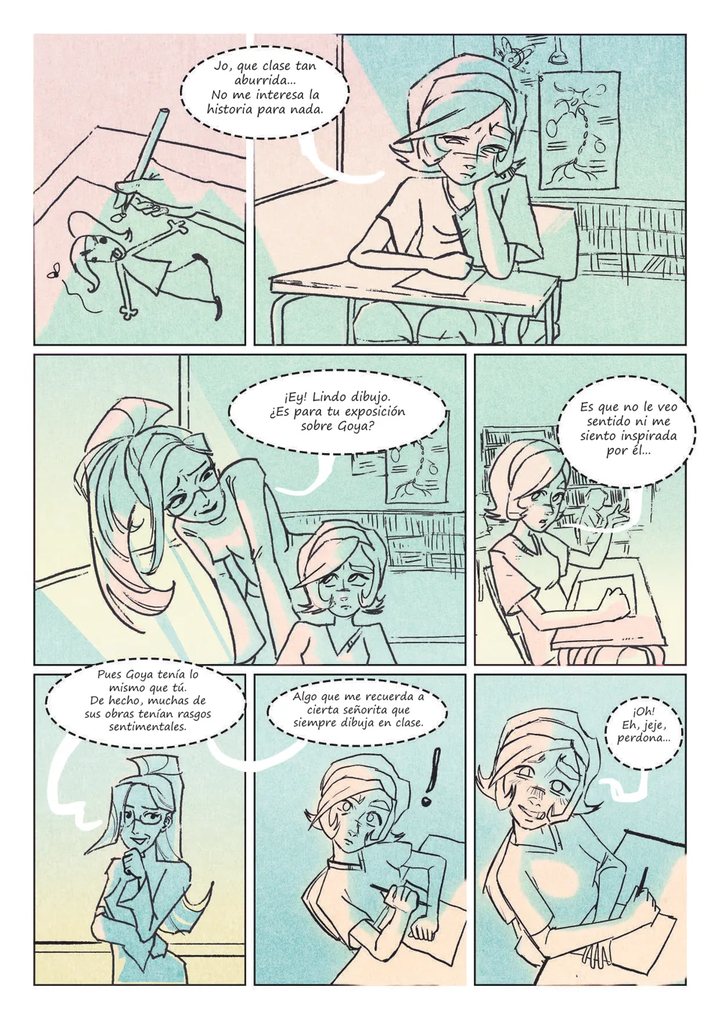 Jo, que clase tan
aburrida...
No me interesa la
historia para nada.
¡Ey! Lindo dibujo.
¿Es para tu exposición
sobre Goya?
Es que no le veo
sentido ni me
siento inspirada
por él...
Pues Goya tenía lo
mismo que tú.
De hecho, muchas de
sus obras tenían rasgos
sentimentales.
Algo que me recuerda a
cierta señorita que
siempre dibuja en clase.
!
¡Oh!
Eh, jeje,
perdona...